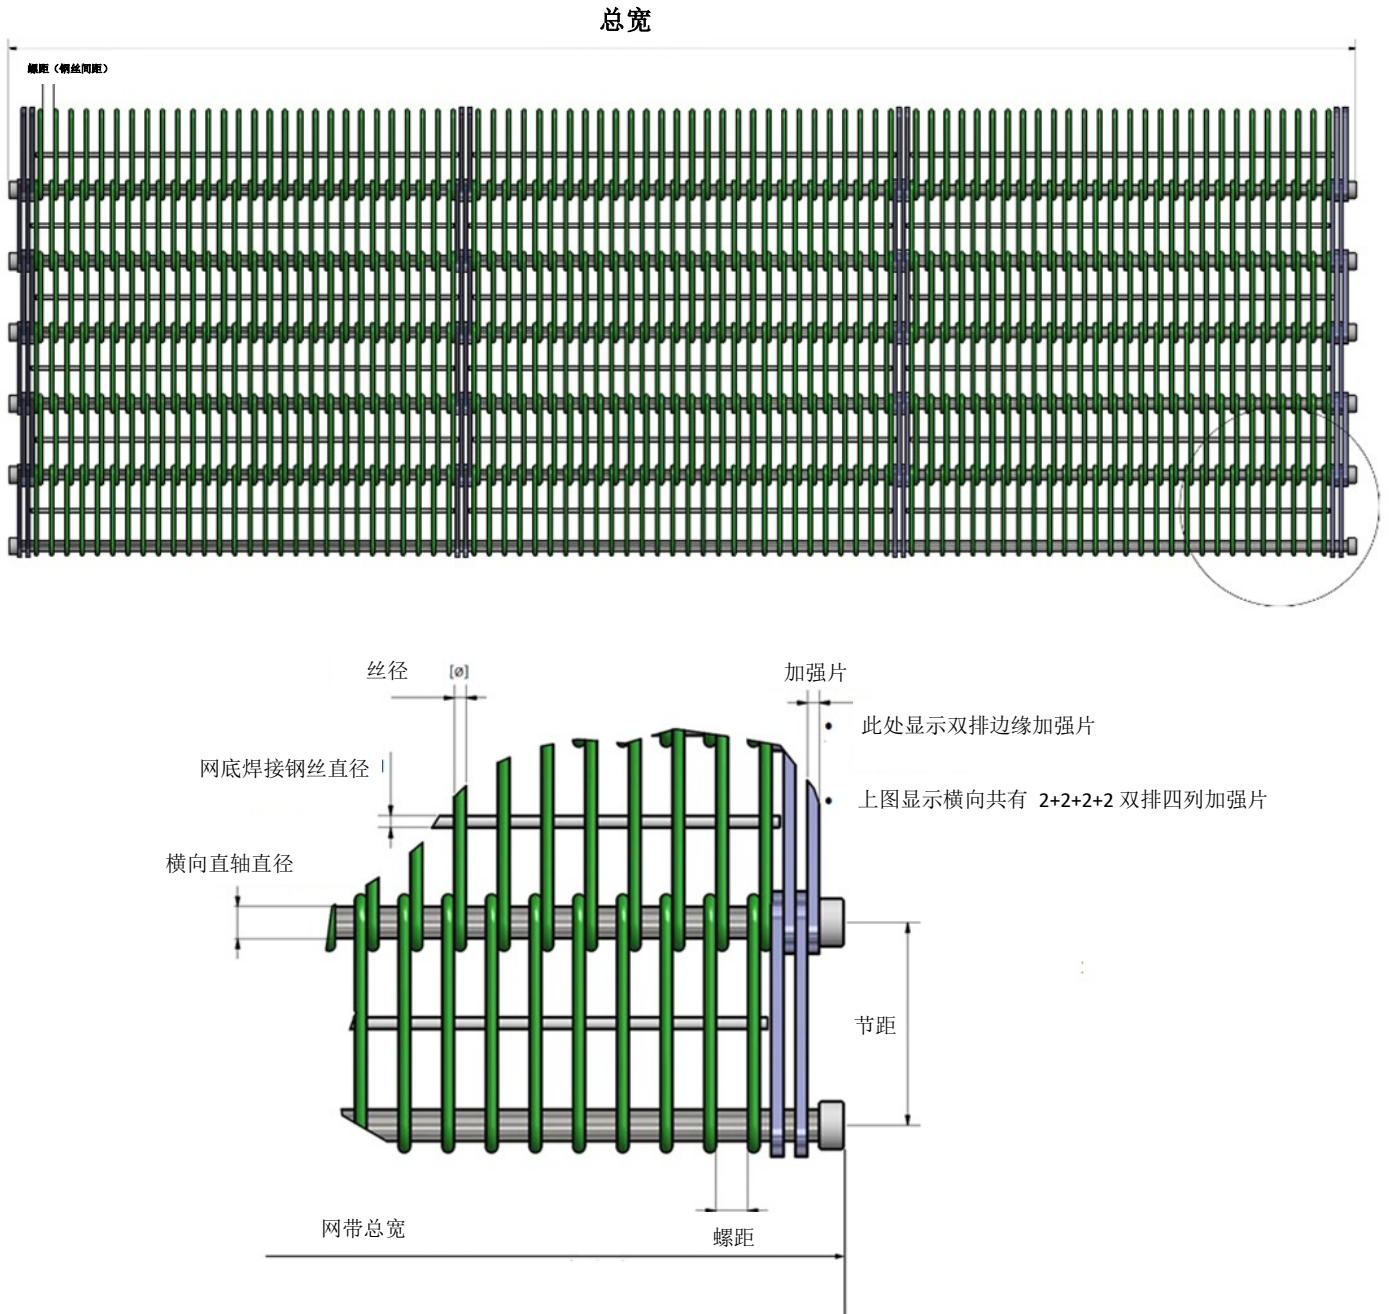 总宽
螺距（钢丝间距）
丝径
[Ø]
加强片
• 此处显示双排边缘加强片
网底焊接钢丝直径
• 上图显示横向共有 2+2+2+2 双排四列加强片
横向直轴直径
节距
网带总宽
螺距